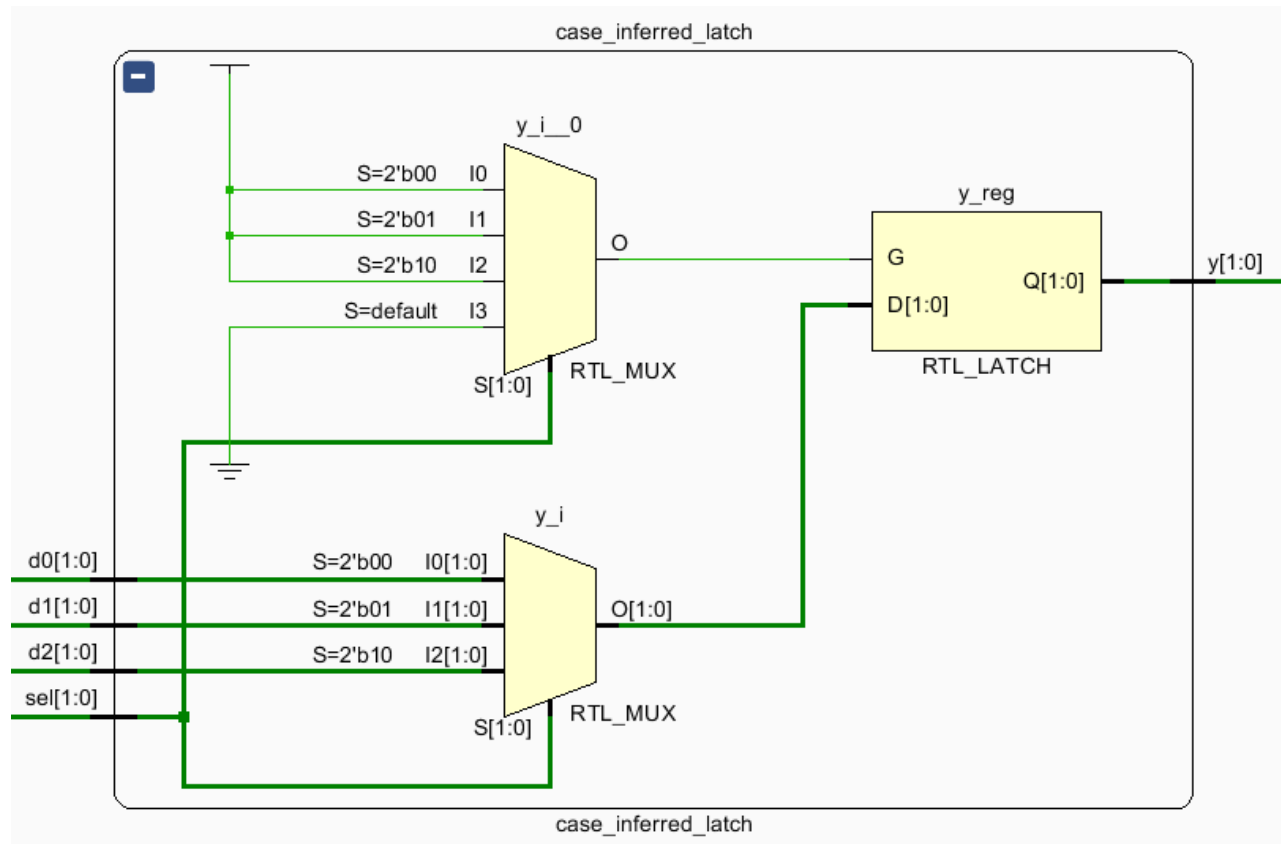 case_inferred_latch
y_i__0
S=2'b00 I0
S=2'b01 I1
S=2'b10 I2
S=default I3
S[1:0]
O
RTL_MUX
y_reg
G
D[1:0]
Q[1:0]
RTL_LATCH
y[1:0]
y_i
d0[1:0] S=2'b00 I0[1:0]
d1[1:0] S=2'b01 I1[1:0] O[1:0]
d2[1:0] S=2'b10 I2[1:0]
sel[1:0]
S[1:0]
RTL_MUX
case_inferred_latch